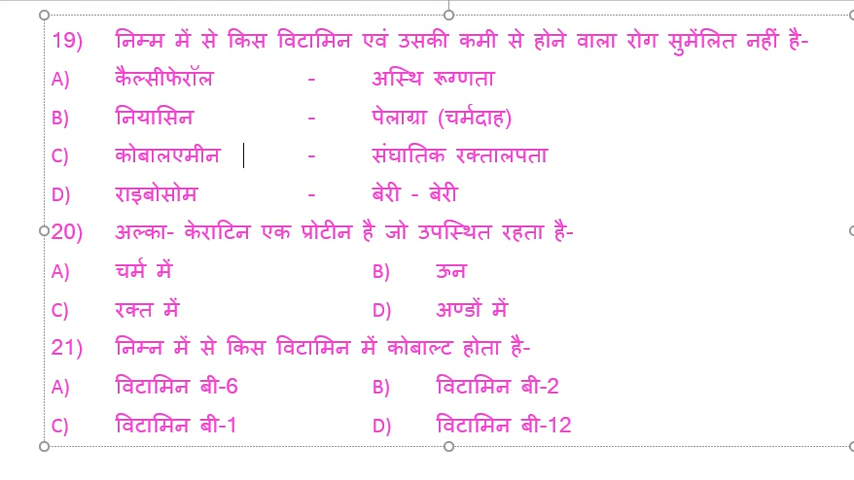 19) निम्म में से किस विटामिन एवं उसकी कमी से होने वाला रोग सुमेंलित नहीं है-
A) कैल्सीफेरॉल - अस्थि रूग्णता
B) नियासिन - पेलाग्रा (चर्मदाह)
C) कोबालएमीन - संघातिक रक्तालपता
D) राइबोसोम - बेरी - बेरी
20) अल्का- केराटिन एक प्रोटीन है जो उपस्थित रहता है-
A) चर्म में B) ऊन
C) रक्त में D) अण्डों में
21) निम्न में से किस विटामिन में कोबाल्ट होता है-
A) विटामिन बी-6 B) विटामिन बी-2
C) विटामिन बी-1 D) विटामिन बी-12